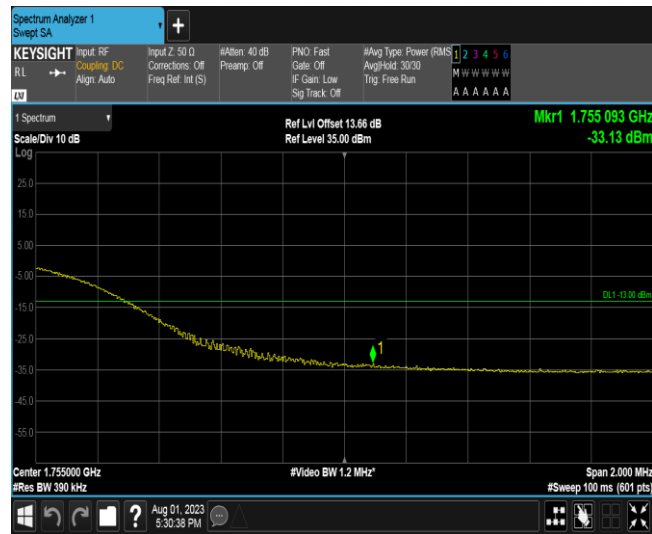 Spectrum Analyzer 1
Swept SA
+
KEYSIGHT
RL
LXI
Input: RF
Coupling: DC
Align: Auto
Input Z: 50 Ω
Corrections: Off
Freq Ref: Int (S)
#Atten: 40 dB
Preamp: Off
PNO: Fast
Gate: Off
IF Gain: Low
Sig Track: Off
#Avg Type: Power (RMS
Avg|Hold: 30/30
Trig: Free Run
1 2 3 4 5 6
M W W W W W
A A A A A A
1 Spectrum
Scale/Div 10 dB
Ref Lvl Offset 13.66 dB
Ref Level 35.00 dBm
Mkr1 1.755 093 GHz
-33.13 dBm
Log
25.0
15.0
5.00
-5.00
DL1 -13.00 dBm
-15.0
-25.0
1
-35.0
-45.0
-55.0
Center 1.755000 GHz
#Video BW 1.2 MHz*
Span 2.000 MHz
#Res BW 390 kHz
#Sweep 100 ms (601 pts)
?
Aug 01, 2023
5:30:38 PM